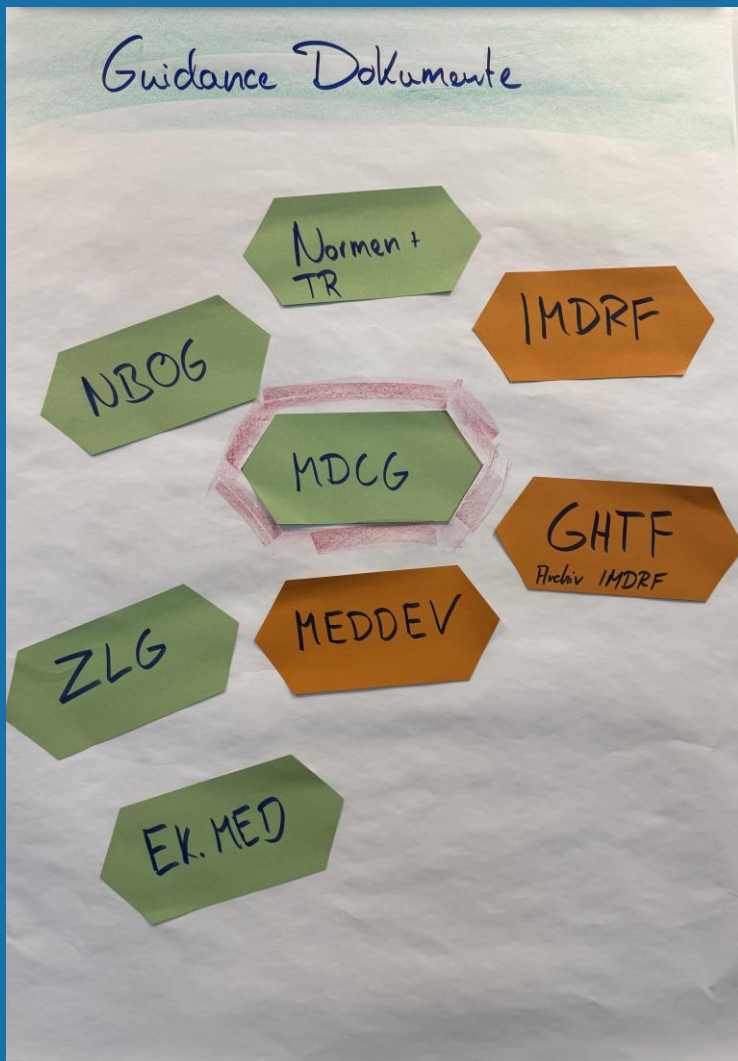 Guidance Dokumente
Normen +
TR
IMDRF
NBOG
MDCG
GHTF
Archiv IMDRF
MEDDEV
ZLG
EK.MED